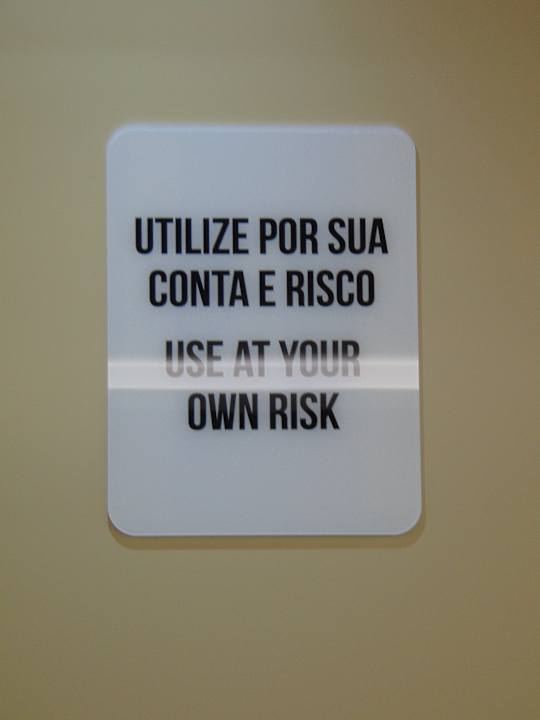 UTILIZE POR SUA
CONTA E RISCO
USE AT YOUR
OWN RISK